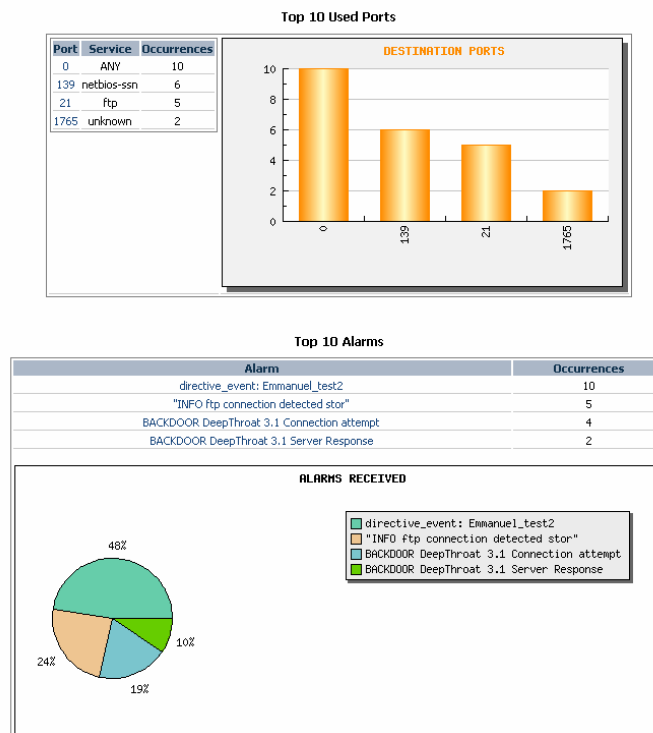 Top 10 Used Ports
Port Service Occurrences
0 ANY 10
139 netbios-ssn 6
21 ftp 5
1765 unknown 2
DESTINATION PORTS
10
8
6
4
2
0
0 139 21 1765
Top 10 Alarms
Alarm Occurrences
directive_event: Emmanuel_test2 10
"INFO ftp connection detected stor" 5
BACKDOOR DeepThroat 3.1 Connection attempt 4
BACKDOOR DeepThroat 3.1 Server Response 2
ALARMS RECEIVED
directive_event: Emmanuel_test2
"INFO ftp connection detected stor"
BACKDOOR DeepThroat 3.1 Connection attempt
BACKDOOR DeepThroat 3.1 Server Response
48%
24%
19%
10%